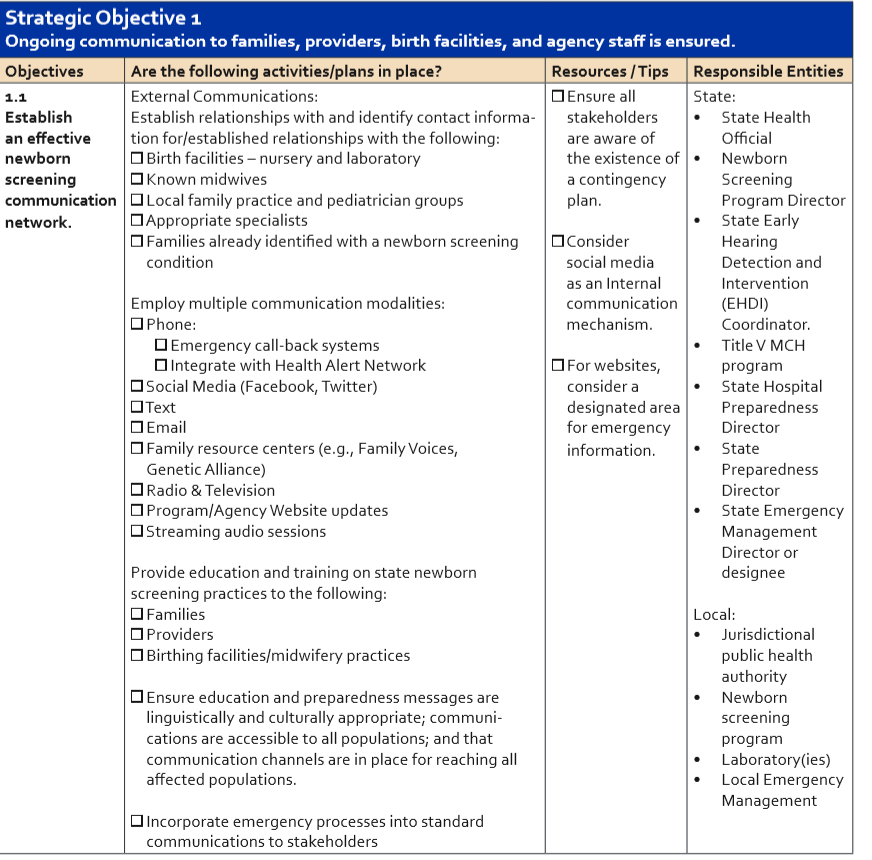 Strategic Objective 1
Ongoing communication to families, providers, birth facilities, and agency staff is ensured.
Objectives
Are the following activities/plans in place?
Resources / Tips
Responsible Entities
1.1
Establish
an effective
newborn
screening
communication
network.
External Communications:
Establish relationships with and identify contact informa-
tion for/established relationships with the following:
☐ Birth facilities – nursery and laboratory
☐ Known midwives
☐ Local family practice and pediatrician groups
☐ Appropriate specialists
☐ Families already identified with a newborn screening
condition
Employ multiple communication modalities:
☐ Phone:
☐ Emergency call-back systems
☐ Integrate with Health Alert Network
☐ Social Media (Facebook, Twitter)
☐ Text
☐ Email
☐ Family resource centers (e.g., Family Voices,
Genetic Alliance)
☐ Radio & Television
☐ Program/Agency Website updates
☐ Streaming audio sessions
Provide education and training on state newborn
screening practices to the following:
☐ Families
☐ Providers
☐ Birthing facilities/midwifery practices
☐ Ensure education and preparedness messages are
linguistically and culturally appropriate; communi-
cations are accessible to all populations; and that
communication channels are in place for reaching all
affected populations.
☐ Incorporate emergency processes into standard
communications to stakeholders
☐ Ensure all
stakeholders
are aware of
the existence of
a contingency
plan.
☐ Consider
social media
as an Internal
communication
mechanism.
☐ For websites,
consider a
designated area
for emergency
information.
State:
• State Health
Official
• Newborn
Screening
Program Director
• State Early
Hearing
Detection and
Intervention
(EHDI)
Coordinator.
• Title V MCH
program
• State Hospital
Preparedness
Director
• State
Preparedness
Director
• State Emergency
Management
Director or
designee
Local:
• Jurisdictional
public health
authority
• Newborn
screening
program
• Laboratory(ies)
• Local Emergency
Management